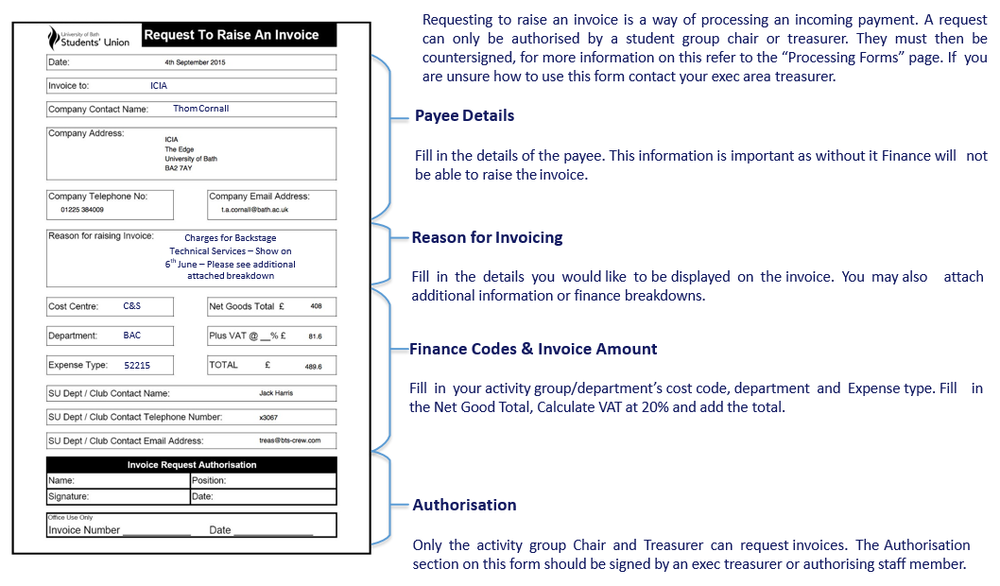 University of Bath
Students' Union
Request To Raise An Invoice
Date: 4th September 2015
Invoice to: ICIA
Company Contact Name: Thom Cornall
Company Address:
ICIA
The Edge
University of Bath
BA2 7AY
Company Telephone No: Company Email Address:
01225 384009 t.a.cornall@bath.ac.uk
Reason for raising Invoice: Charges for Backstage
Technical Services – Show on
6th June – Please see additional
attached breakdown
Cost Centre: C&S Net Goods Total £ 408
Department: BAC Plus VAT @ __% £ 81.6
Expense Type: 52215 TOTAL £ 489.6
SU Dept / Club Contact Name: Jack Harris
SU Dept / Club Contact Telephone Number: x3067
SU Dept / Club Contact Email Address: treas@bts-crew.com
Invoice Request Authorisation
Name: Position:
Signature: Date:
Office Use Only
Invoice Number ____________ Date ______________
Requesting to raise an invoice is a way of processing an incoming payment. A request
can only be authorised by a student group chair or treasurer. They must then be
countersigned, for more information on this refer to the “Processing Forms” page. If you
are unsure how to use this form contact your exec area treasurer.
Payee Details
Fill in the details of the payee. This information is important as without it Finance will not
be able to raise the invoice.
Reason for Invoicing
Fill in the details you would like to be displayed on the invoice. You may also attach
additional information or finance breakdowns.
Finance Codes & Invoice Amount
Fill in your activity group/department’s cost code, department and Expense type. Fill in
the Net Good Total, Calculate VAT at 20% and add the total.
Authorisation
Only the activity group Chair and Treasurer can request invoices. The Authorisation
section on this form should be signed by an exec treasurer or authorising staff member.